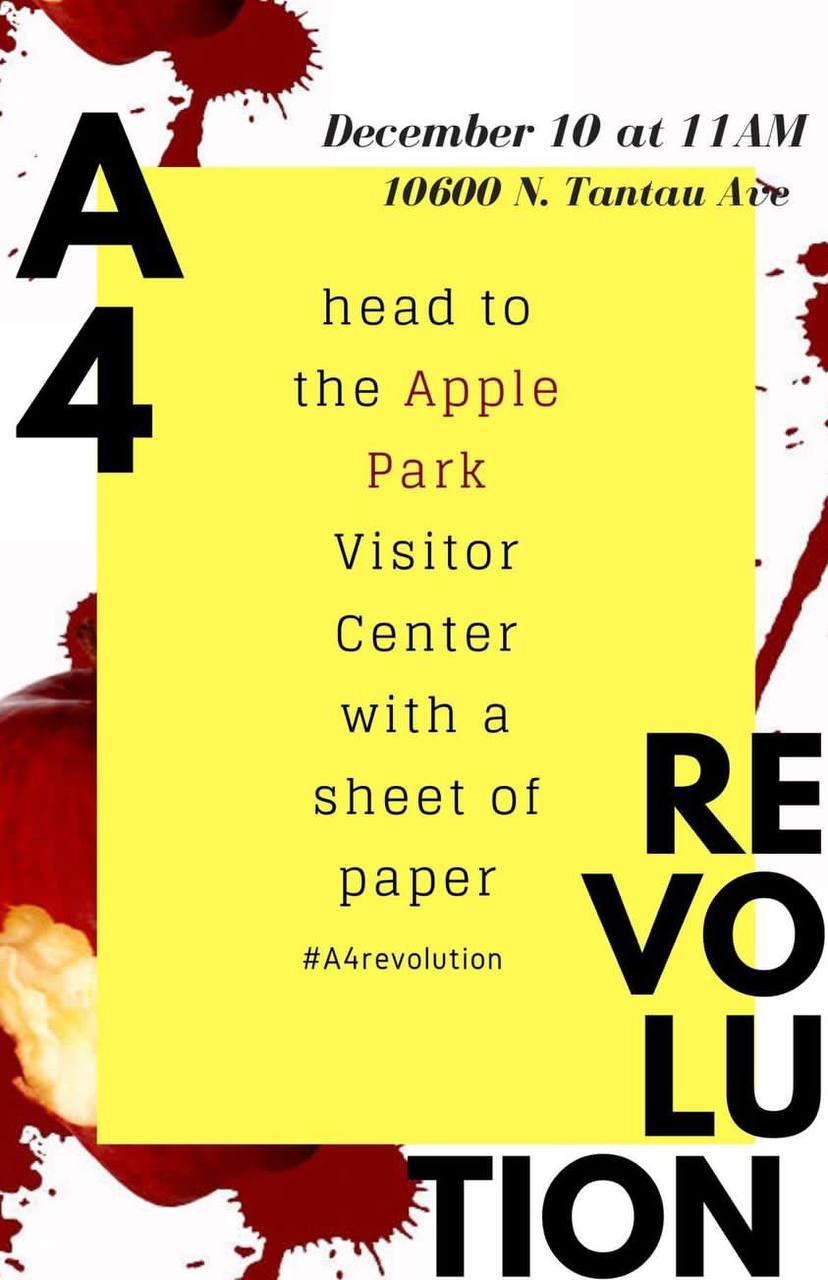 A
4
December 10 at 11AM
10600 N. Tantau Ave
head to
the Apple
Park
Visitor
Center
with a
sheet of
paper
#A4revolution
RE
VO
LU
TION